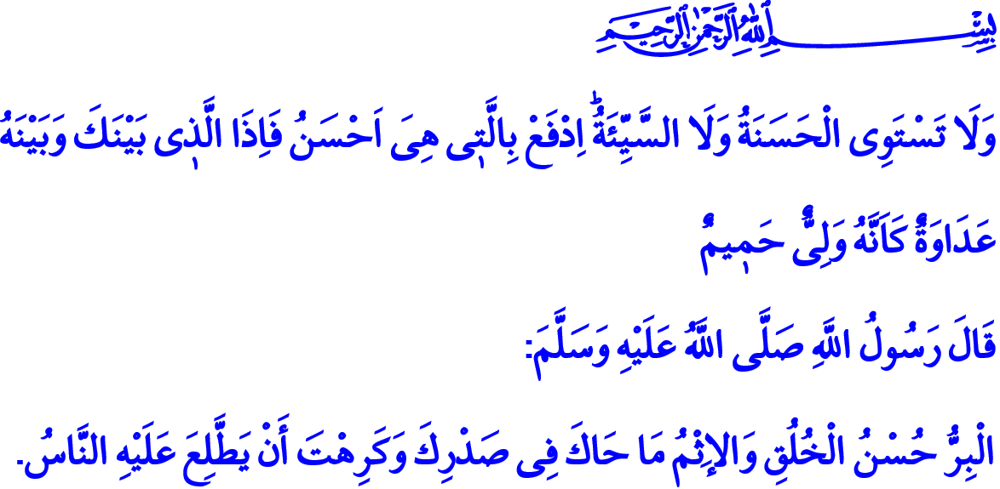 بِسْمِ اللّٰهِ الرَّحْمٰنِ الرَّحِيمِ
وَلَا تَسْتَوِى الْحَسَنَةُ وَلَا السَّيِّئَةُۜ اِدْفَعْ بِالَّتٖى هِىَ اَحْسَنُ فَاِذَا الَّذٖى بَيْنَكَ وَبَيْنَهُ
عَدَاوَةٌ كَاَنَّهُ وَلِىٌّ حَمٖيمٌ
قَالَ رَسُولُ اللَّهِ صَلَّى اللَّهُ عَلَيْهِ وَسَلَّمَ:
الْبِرُّ حُسْنُ الْخُلُقِ وَالإِثْمُ مَا حَاكَ فِى صَدْرِكَ وَكَرِهْتَ أَنْ يَطَّلِعَ عَلَيْهِ النَّاسُ.